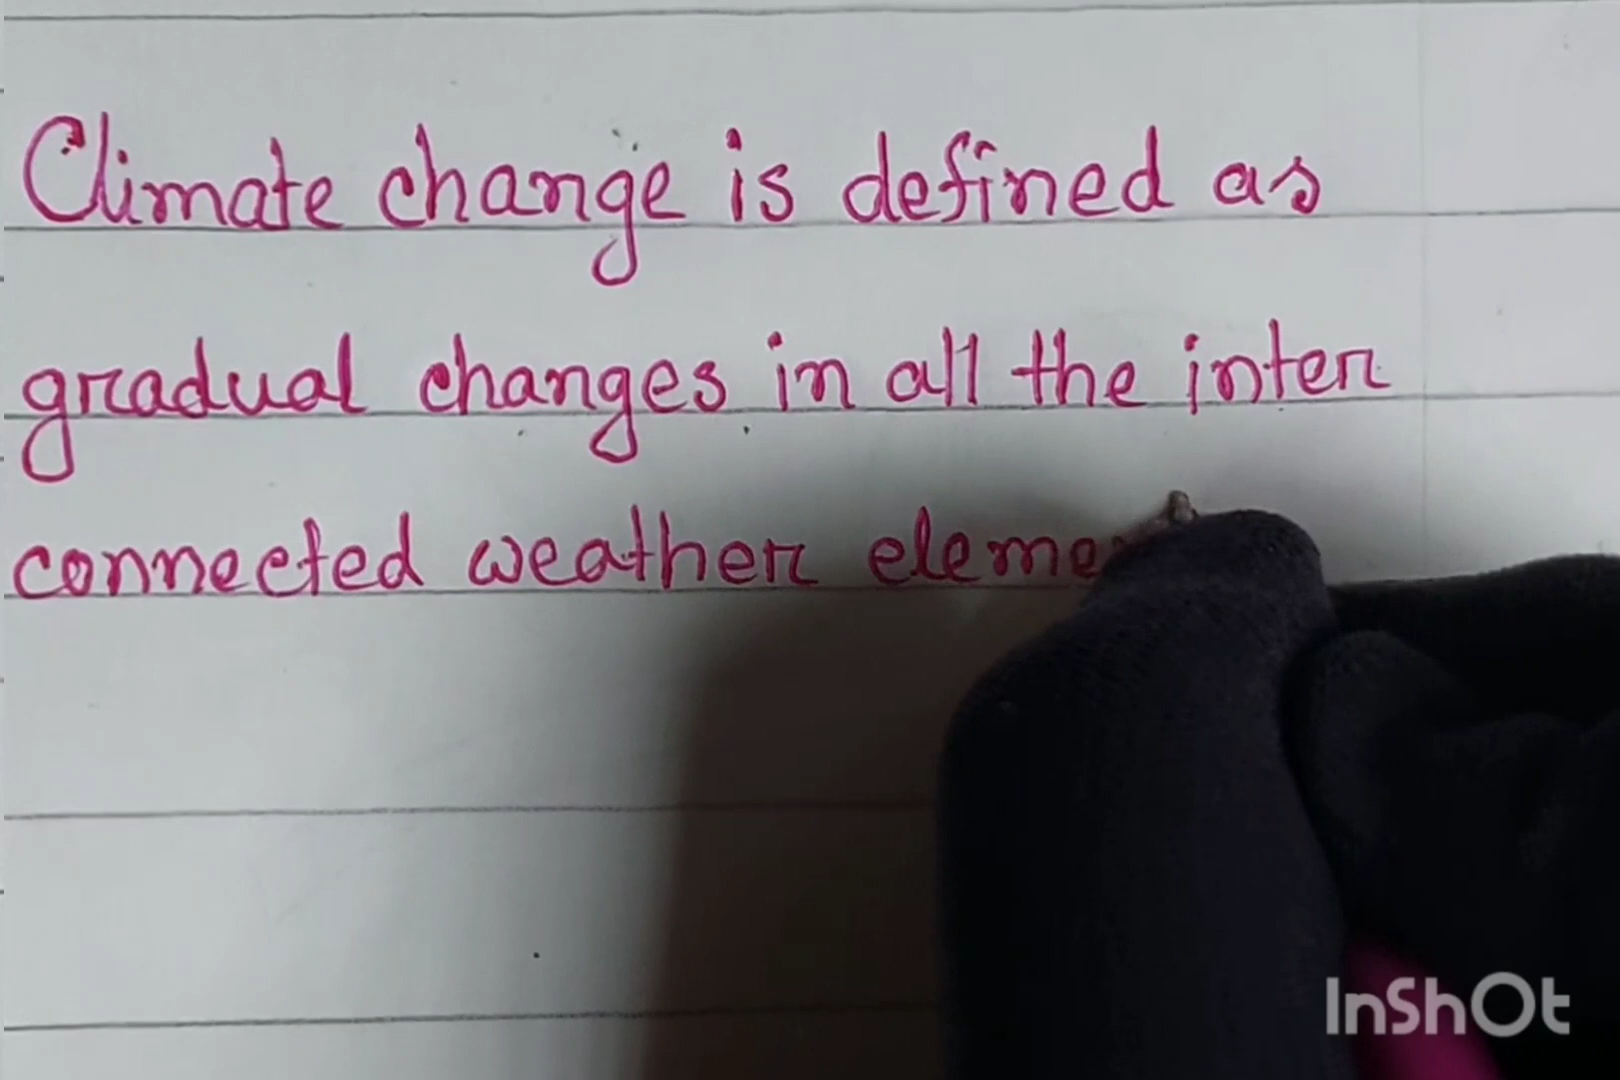 Climate change is defined as
gradual changes in all the inter
connected weather
InShOt